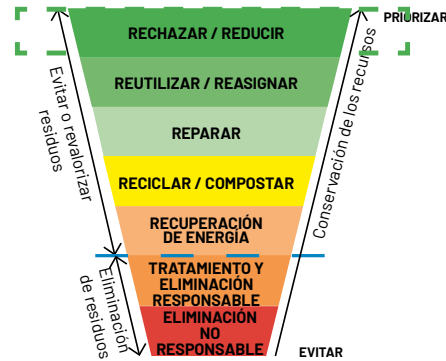 PRIORIZAR
RECHAZAR / REDUCIR
REUTILIZAR / REASIGNAR
REPARAR
RECICLAR / COMPOSTAR
RECUPERACIÓN
DE ENERGÍA
TRATAMIENTO Y
ELIMINACIÓN
RESPONSABLE
ELIMINACIÓN
NO
RESPONSABLE
EVITAR
Evitar o revalorizar
residuos
Eliminación
de residuos
Conservación de los recursos